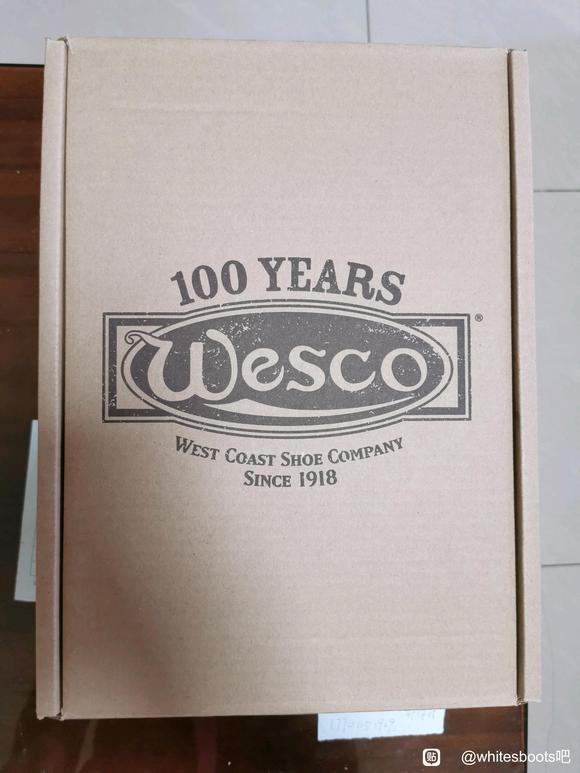 100 YEARS
Wesco®
WEST COAST SHOE COMPANY
SINCE 1918
贴 @whitesboots吧